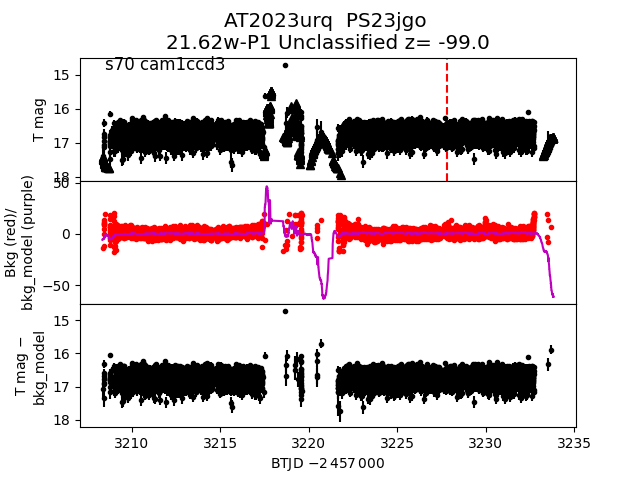 AT2023urq  PS23jgo
21.62w-P1 Unclassified z= -99.0
s70 cam1ccd3
15
16
17
18
T mag
50
0
−50
Bkg (red)/
bkg_model (purple)
15
16
17
18
T mag −
bkg_model
3210 3215 3220 3225 3230 3235
BTJD −2 457 000